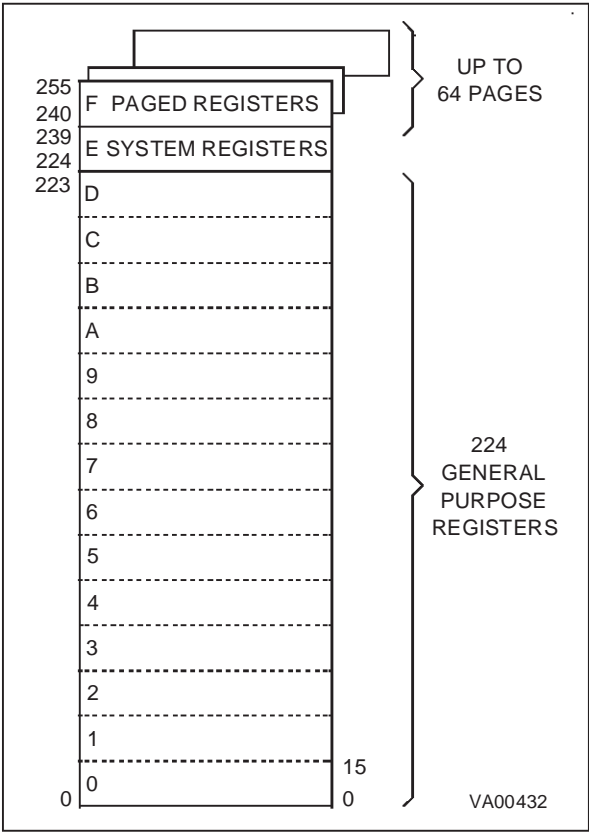 UP TO
64 PAGES
255
F PAGED REGISTERS
240
239
E SYSTEM REGISTERS
224
223
D
C
B
A
9
8
7
6
5
4
3
2
1
0
0
15
0
224
GENERAL
PURPOSE
REGISTERS
VA00432